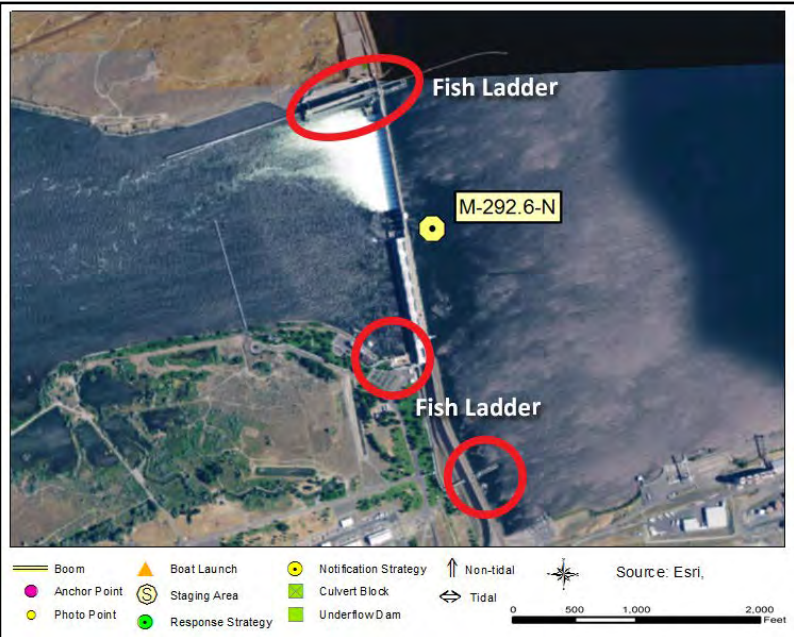 Fish Ladder
M-292.6-N
Fish Ladder
Boom
Boat Launch
Notification Strategy
Non-tidal
Source: Esri,
Anchor Point
S
Staging Area
Culvert Block
Tidal
Photo Point
Response Strategy
Underflow Dam
0 500 1,000 2,000
Feet